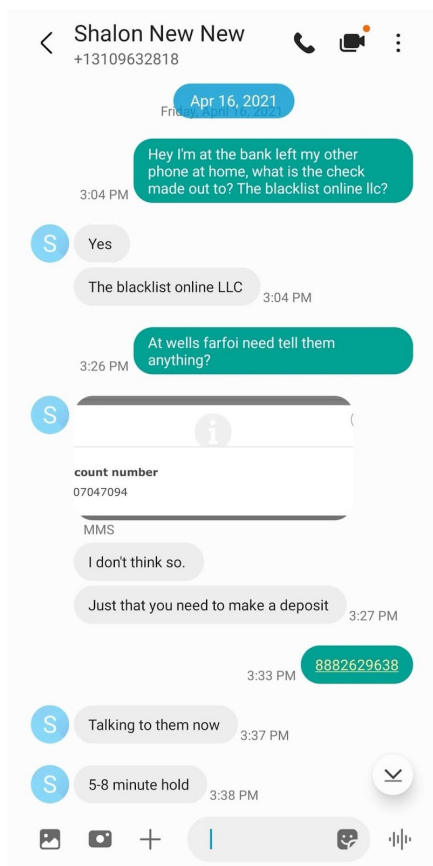 Shalon New New
+13109632818
Apr 16, 2021
Friday, April 16, 2021
Hey I'm at the bank left my other
phone at home, what is the check
made out to? The blacklist online llc?
3:04 PM
S
Yes
The blacklist online LLC
3:04 PM
At wells farfoi need tell them
anything?
3:26 PM
S
count number
07047094
MMS
I don't think so.
Just that you need to make a deposit
3:27 PM
8882629638
3:33 PM
S
Talking to them now
3:37 PM
S
5-8 minute hold
3:38 PM